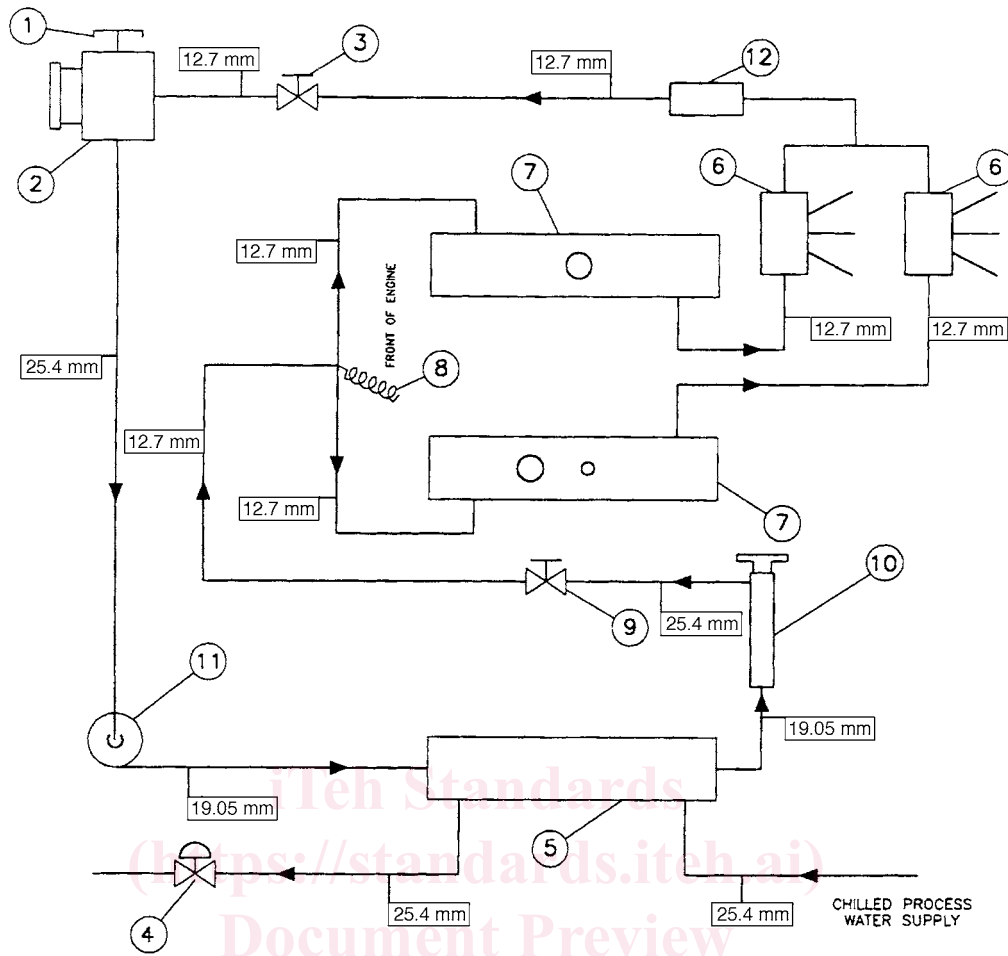 1
12.7 mm
3
12.7 mm
12
2
7
6
6
12.7 mm
FRONT OF ENGINE
12.7 mm
12.7 mm
25.4 mm
8
12.7 mm
12.7 mm
7
10
9
25.4 mm
11
19.05 mm
19.05 mm
5
4
25.4 mm
25.4 mm
CHILLED PROCESS
WATER SUPPLY
iTeh Standards
(https://standards.iteh.ai)
Document Preview